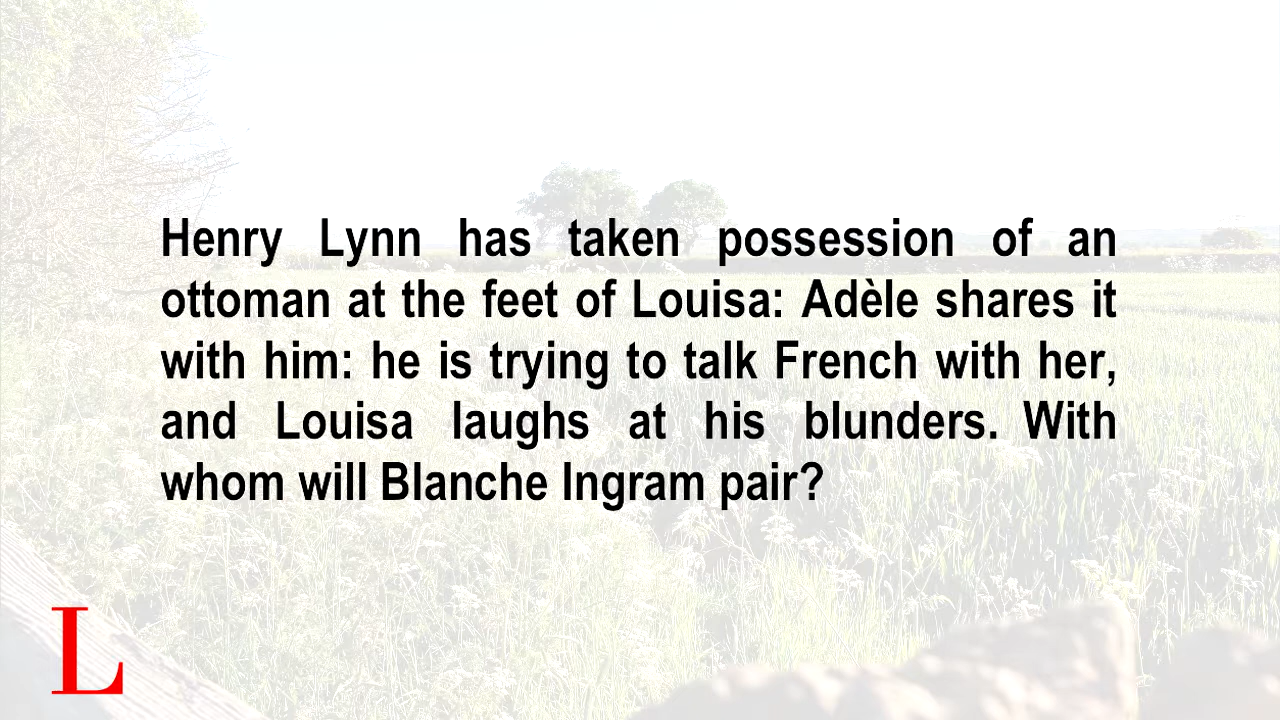 Henry Lynn has taken possession of an
ottoman at the feet of Louisa: Adèle shares it
with him: he is trying to talk French with her,
and Louisa laughs at his blunders. With
whom will Blanche Ingram pair?
L